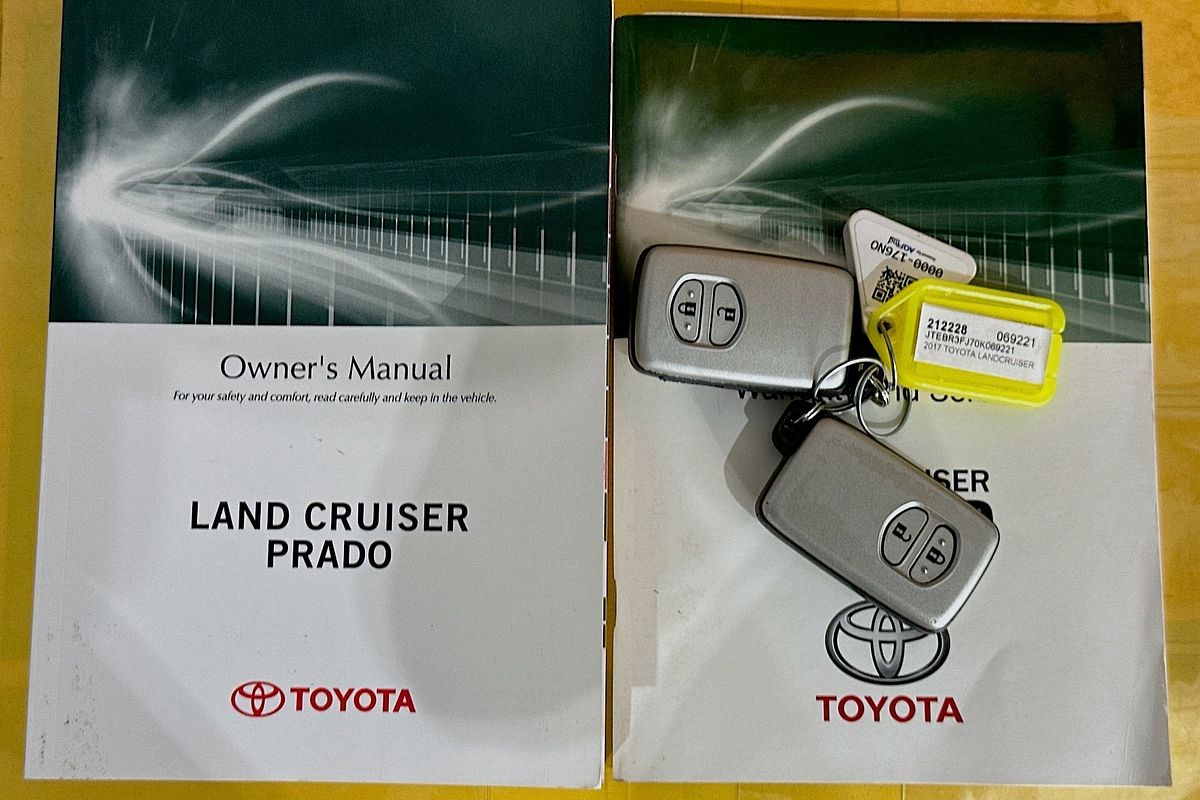 Owner's Manual
For your safety and comfort, read carefully and keep in the vehicle.
LAND CRUISER
PRADO
TOYOTA
0000-176NO
212228 069221
JTEBR3FJ70K069221
2017 TOYOTA LANDCRUISER
TOYOTA